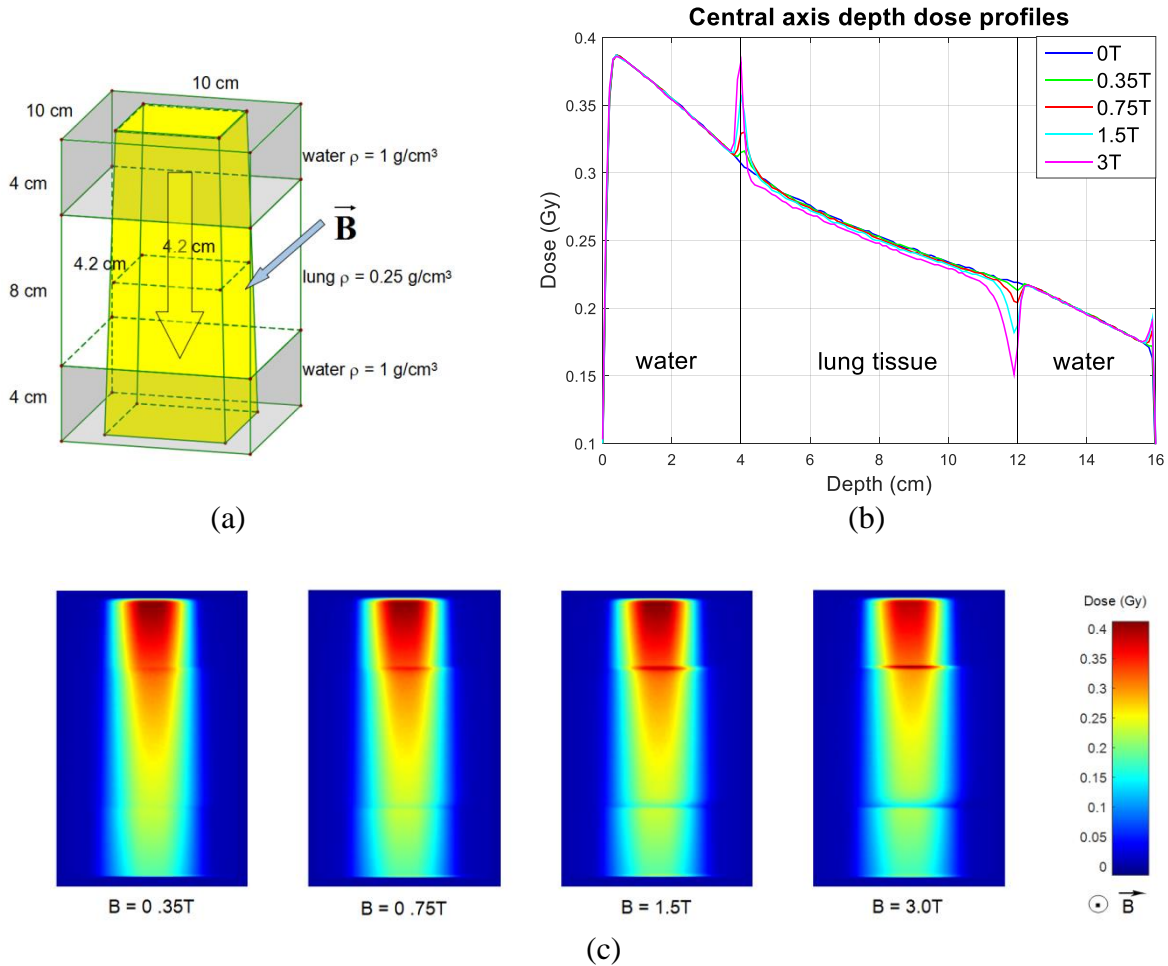 10 cm
10 cm
water ρ = 1 g/cm³
4 cm
B
4.2 cm
4.2 cm
lung ρ = 0.25 g/cm³
8 cm
water ρ = 1 g/cm³
4 cm
(a)
Central axis depth dose profiles
0.4
0.35
0.3
0.25
0.2
0.15
0.1
Dose (Gy)
0T
0.35T
0.75T
1.5T
3T
water
lung tissue
water
0 2 4 6 8 10 12 14 16
Depth (cm)
(b)
B = 0 .35T
B = 0 .75T
B = 1.5T
B = 3.0T
Dose (Gy)
0.4
0.35
0.3
0.25
0.2
0.15
0.1
0.05
0
B
(c)